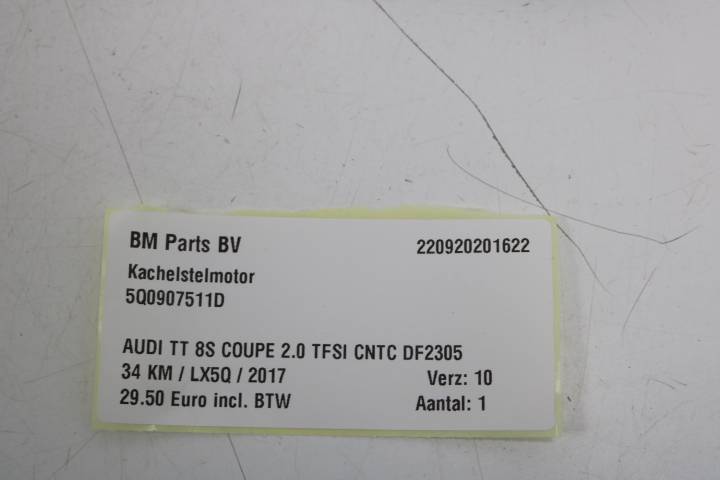 BM Parts BV 220920201622
Kachelstelmotor
5Q0907511D
AUDI TT 8S COUPE 2.0 TFSI CNTC DF2305
34 KM / LX5Q / 2017 Verz: 10
29.50 Euro incl. BTW Aantal: 1